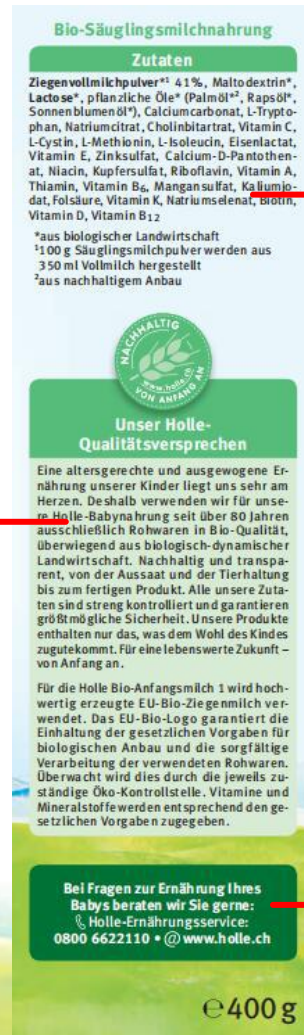 Bio-Säuglingsmilchnahrung
Zutaten
Ziegenvollmilchpulver*¹ 41%, Maltodextrin*,
Lactose*, pflanzliche Öle* (Palmöl*², Rapsöl*,
Sonnenblumenöl*), Calciumcarbonat, L-Trypto-
phan, Natriumcitrat, Cholinbitartrat, Vitamin C,
L-Cystin, L-Methionin, L-Isoleucin, Eisenlactat,
Vitamin E, Zinksulfat, Calcium-D-Pantothen-
at, Niacin, Kupfersulfat, Riboflavin, Vitamin A,
Thiamin, Vitamin B₆, Mangansulfat, Kaliumjo-
dat, Folsäure, Vitamin K, Natriumselenat, Biotin,
Vitamin D, Vitamin B₁₂
*aus biologischer Landwirtschaft
¹100 g Säuglingsmilchpulver werden aus
350 ml Vollmilch hergestellt
²aus nachhaltigem Anbau
NACHHALTIG
www.holle.ch
VON ANFANG AN
Unser Holle-
Qualitätsversprechen
Eine altersgerechte und ausgewogene Er-
nährung unserer Kinder liegt uns sehr am
Herzen. Deshalb verwenden wir für unse-
re Holle-Babynahrung seit über 80 Jahren
ausschließlich Rohwaren in Bio-Qualität,
überwiegend aus biologisch-dynamischer
Landwirtschaft. Nachhaltig und transpa-
rent, von der Aussaat und der Tierhaltung
bis zum fertigen Produkt. Alle unsere Zuta-
ten sind streng kontrolliert und garantieren
größtmögliche Sicherheit. Unsere Produkte
enthalten nur das, was dem Wohl des Kindes
zugutekommt. Für eine lebenswerte Zukunft –
von Anfang an.
Für die Holle Bio-Anfangsmilch 1 wird hoch-
wertig erzeugte EU-Bio-Ziegenmilch ver-
wendet. Das EU-Bio-Logo garantiert die
Einhaltung der gesetzlichen Vorgaben für
biologischen Anbau und die sorgfältige
Verarbeitung der verwendeten Rohwaren.
Überwacht wird dies durch die jeweils zu-
ständige Öko-Kontrollstelle. Vitamine und
Mineralstoffe werden entsprechend den ge-
setzlichen Vorgaben zugegeben.
Bei Fragen zur Ernährung Ihres
Babys beraten wir Sie gerne:
Holle-Ernährungsservice:
0800 6622110 • @ www.holle.ch
℮400 g